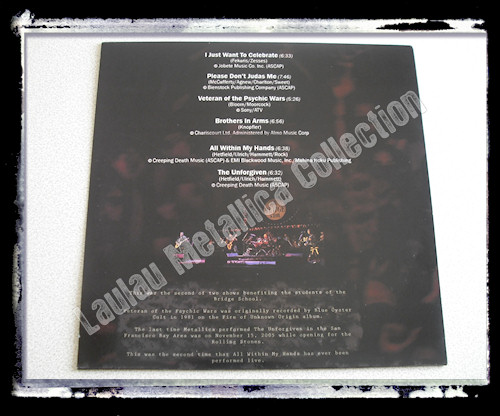 I Just Want To Celebrate (6:33)
(Fekaris/Zesses)
Jobete Music Co. Inc. (ASCAP)
Please Don't Judas Me (7:46)
(McCafferty/Agnew/Charlton/Sweet)
Bienstock Publishing Company (ASCAP)
Veteran of the Psychic Wars (5:26)
(Bloom/Moorcock)
Sony/ATV
Brothers In Arms (6:56)
(Knopfler)
Chariscourt Ltd. Administered by Almo Music Corp
All Within My Hands (6:38)
(Hetfield/Ulrich/Hammett/Rock)
Creeping Death Music (ASCAP) & EMI Blackwood Music, Inc./Mahina Hoku Publishing
The Unforgiven (6:32)
(Hetfield/Ulrich/Hammett)
Creeping Death Music (ASCAP)
Laulau Metallica Collection
This was the second of two shows Benefiting the Students of the
Bridge School.
Veteran of the Psychic Wars was originally recorded by Blue Oyster
Cult in 1981 on the Fire of Unknown Origin album.
The last time Metallica performed The Unforgiven in the San
Francisco Bay Area was on November 15, 2005 while opening for the
Rolling Stones.
This was the second time they All Within My Hands has ever been
performed live.